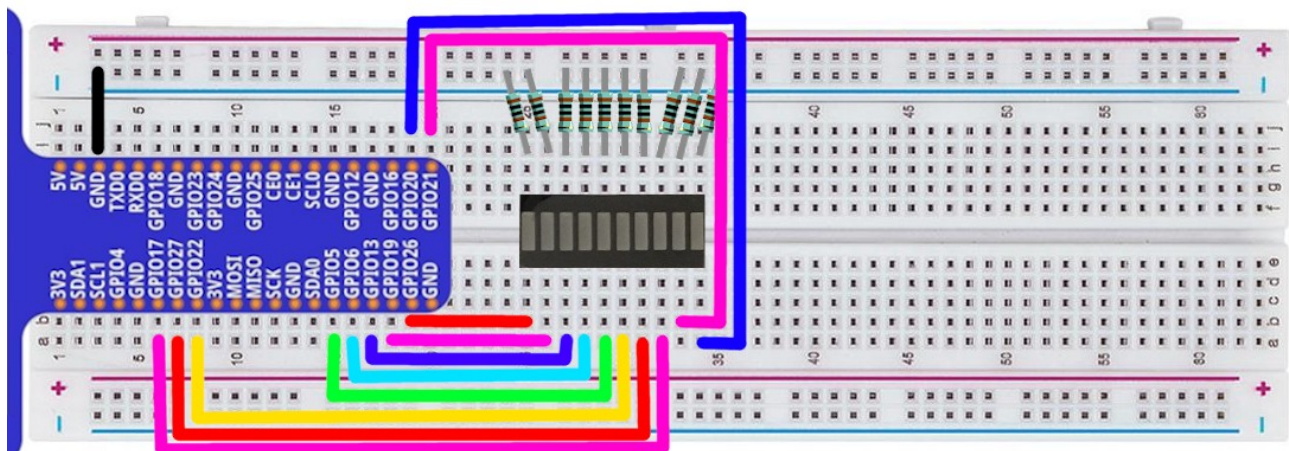 + +
− −
1 5 10 15 25 40 45 50 55 60
j j
i i
5V 5V GND TXD0 RXD0 GPIO18 GND GPIO23 GPIO24 GND GPIO25 CE0 CE1 SCL0 GND GPIO12 GND GPIO16 GPIO20 GPIO21
h
g
f
3V3 SDA1 SCL1 GPIO4 GND GPIO17 GPIO27 GPIO22 3V3 MOSI MISO SCK GND SDA0 GPIO5 GPIO6 GPIO13 GPIO19 GPIO26 GND
e
d
c
b b
a a
1 5 10 35 40 45 50 55 60
+ +
− −